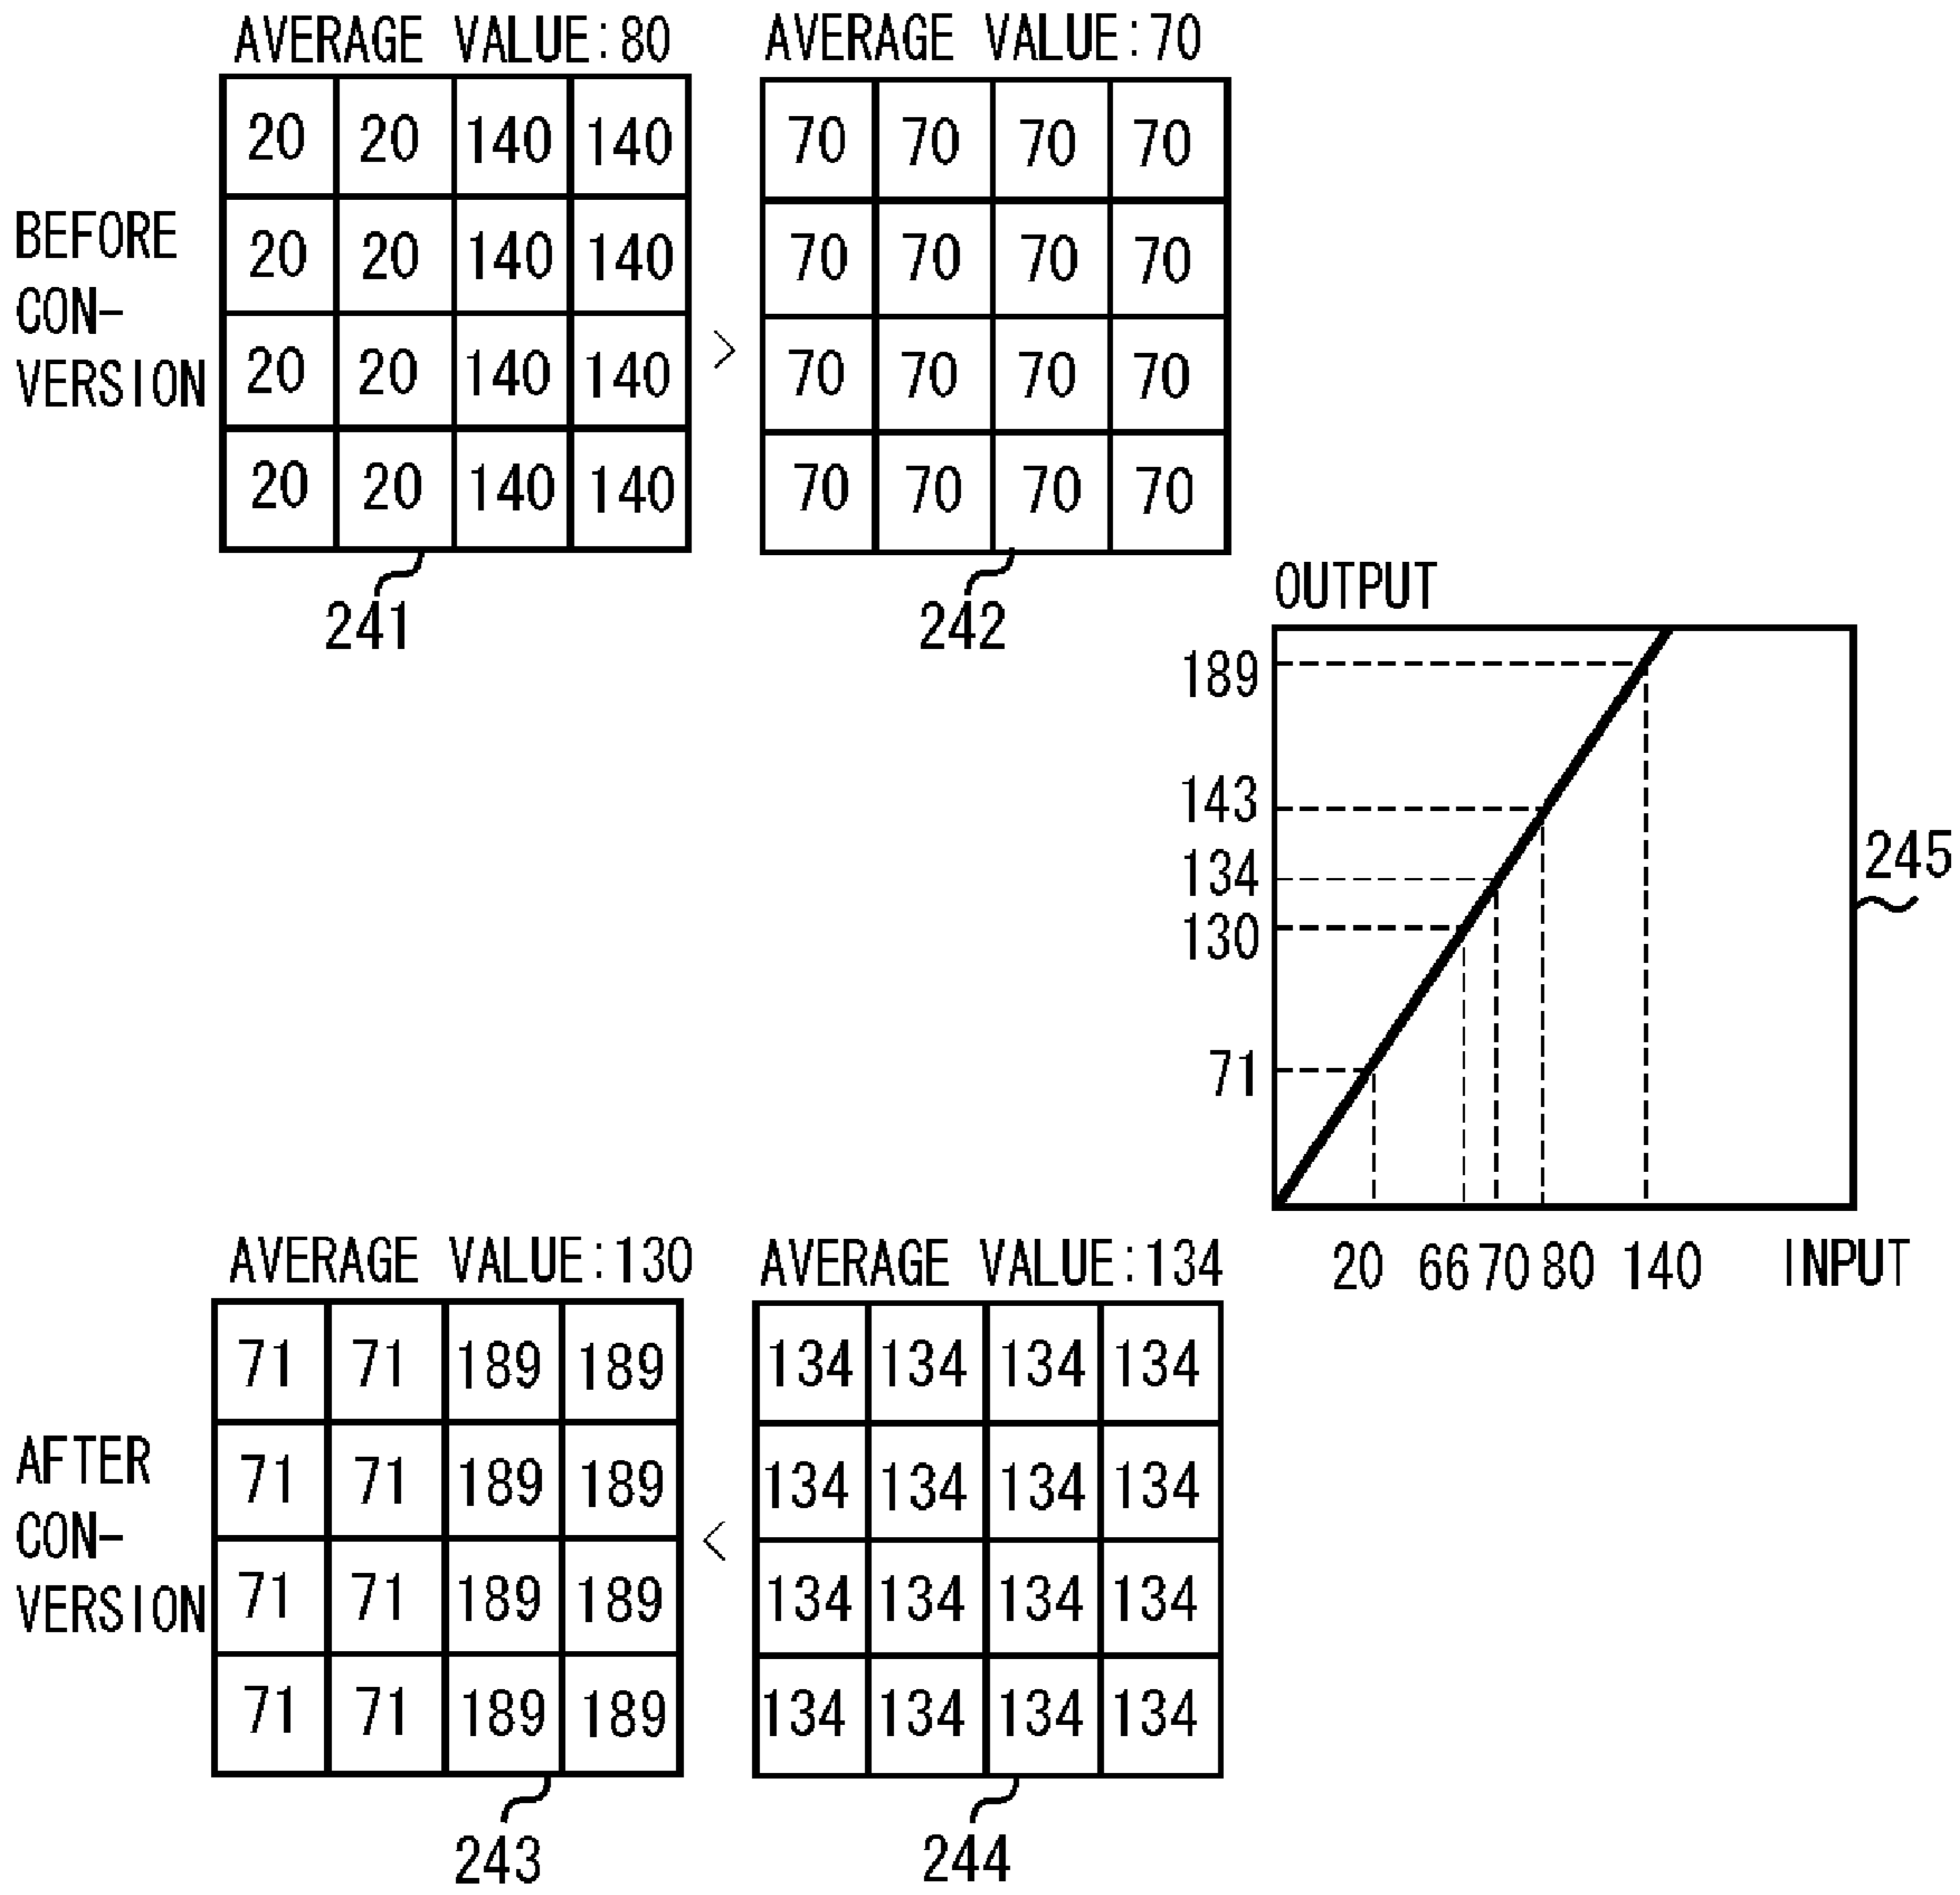 AVERAGE VALUE:80
20 20 140 140
20 20 140 140
20 20 140 140
20 20 140 140
241
BEFORE
CON-
VERSION
>
AVERAGE VALUE:70
70 70 70 70
70 70 70 70
70 70 70 70
70 70 70 70
242
OUTPUT
189
143
134
130
71
20 66 70 80 140 INPUT
245
AVERAGE VALUE:130
71 71 189 189
71 71 189 189
71 71 189 189
71 71 189 189
243
AFTER
CON-
VERSION
<
AVERAGE VALUE:134
134 134 134 134
134 134 134 134
134 134 134 134
134 134 134 134
244